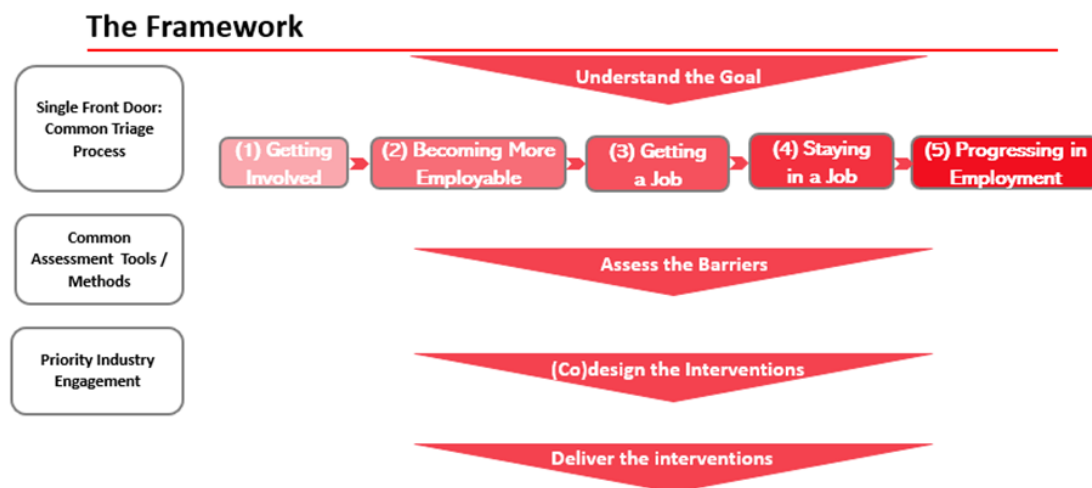 The Framework
Understand the Goal
Single Front Door:
Common Triage
Process
(1) Getting
Involved
(2) Becoming More
Employable
(3) Getting
a Job
(4) Staying
in a Job
(5) Progressing in
Employment
Common
Assessment Tools /
Methods
Assess the Barriers
Priority Industry
Engagement
(Co)design the Interventions
Deliver the interventions